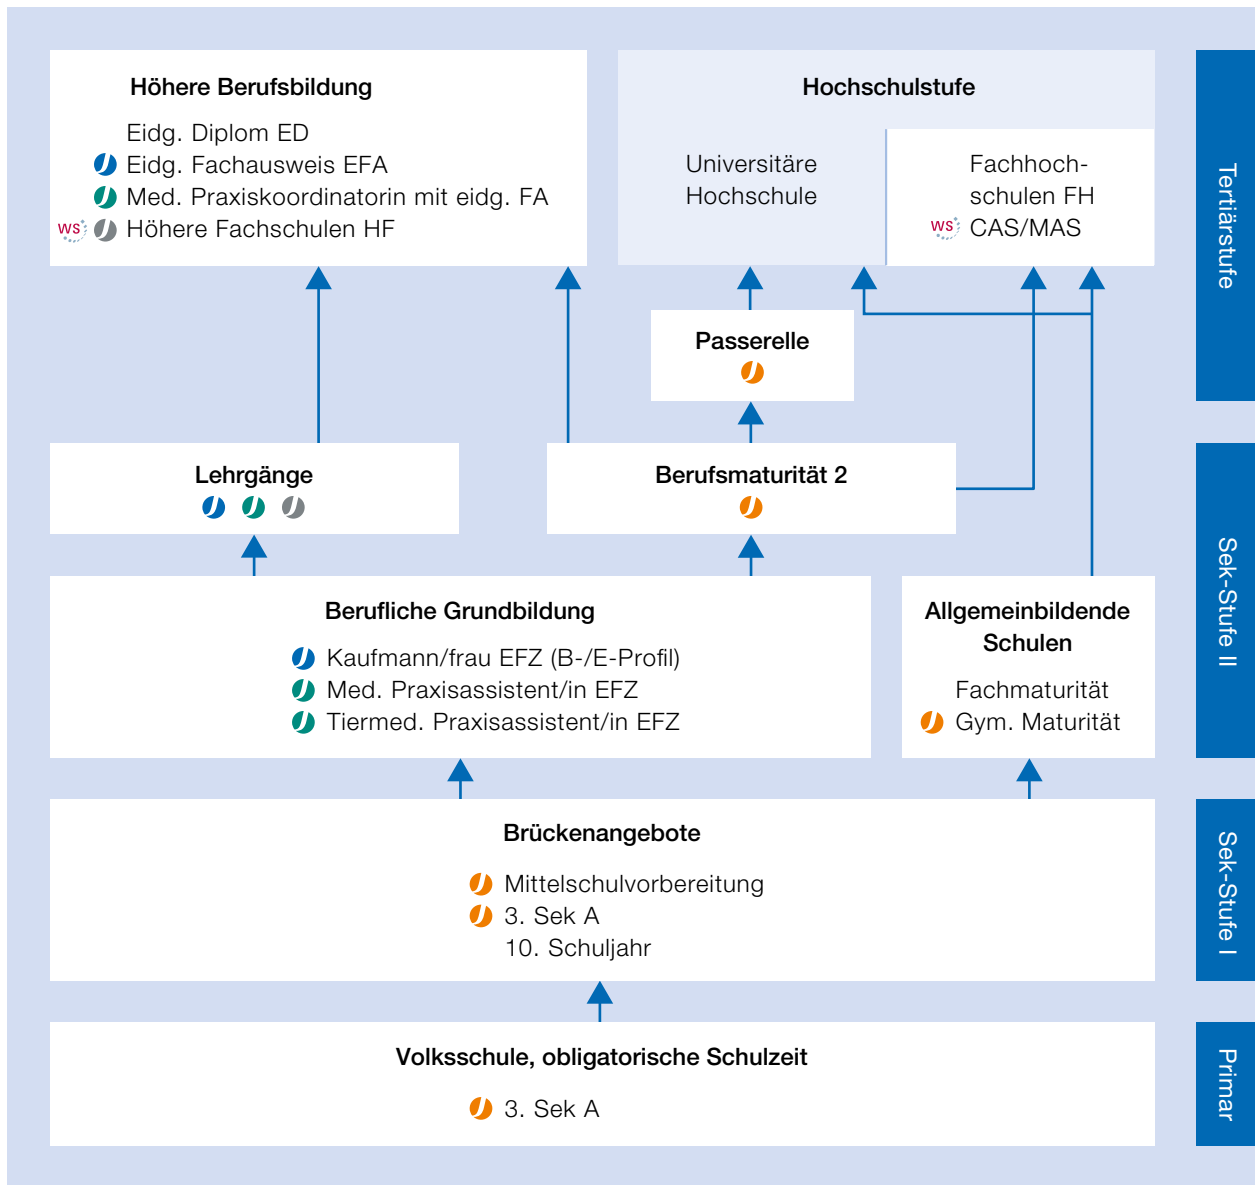 Höhere Berufsbildung
Eidg. Diplom ED
Eidg. Fachausweis EFA
Med. Praxiskoordinatorin mit eidg. FA
ws
Höhere Fachschulen HF
Hochschulstufe
Universitäre
Hochschule
Fachhoch-
schulen FH
ws
CAS/MAS
Tertiärstufe
Passerelle
Lehrgänge
Berufsmaturität 2
Berufliche Grundbildung
Kaufmann/frau EFZ (B-/E-Profil)
Med. Praxisassistent/in EFZ
Tiermed. Praxisassistent/in EFZ
Allgemeinbildende
Schulen
Fachmaturität
Gym. Maturität
Sek-Stufe II
Brückenangebote
Mittelschulvorbereitung
3. Sek A
10. Schuljahr
Sek-Stufe I
Volksschule, obligatorische Schulzeit
3. Sek A
Primar